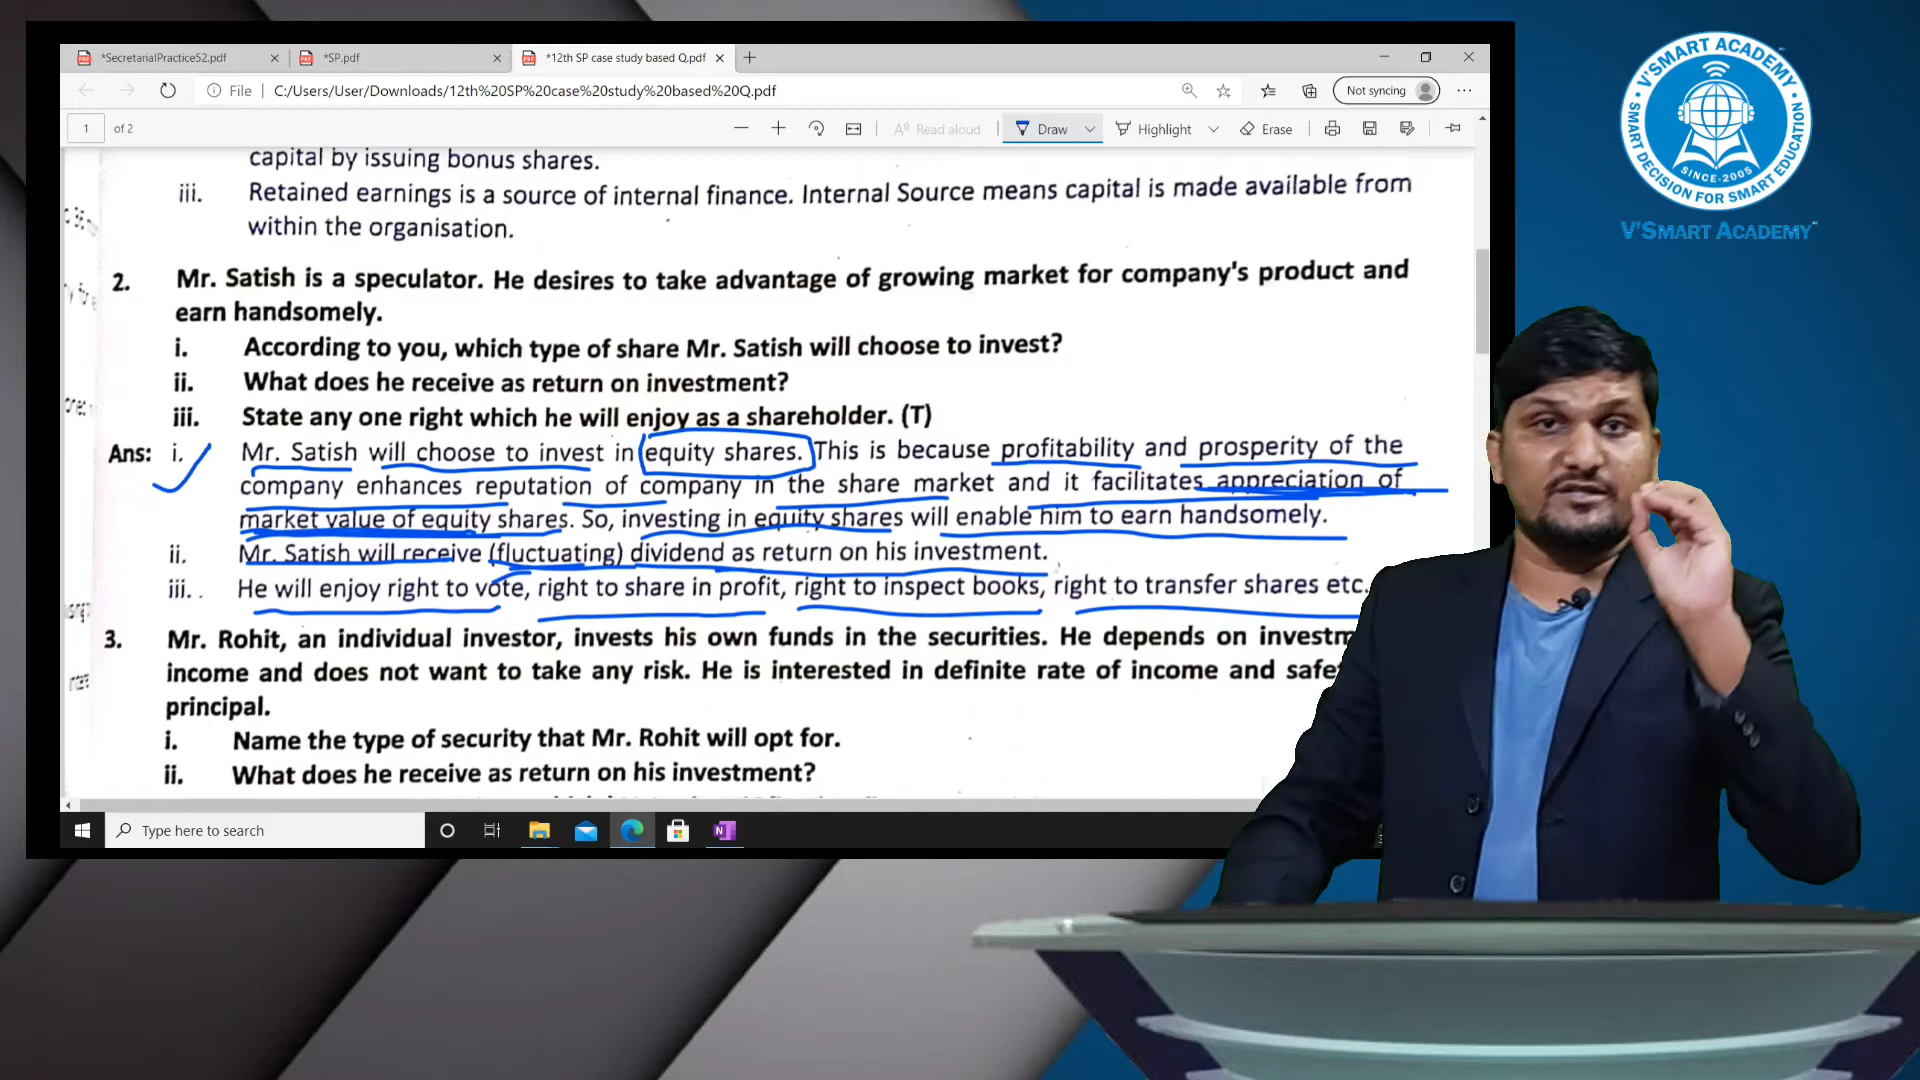 *SecretarialPractice52.pdf
*SP.pdf
*12th SP case study based Q.pdf
File
C:/Users/User/Downloads/12th%20SP%20case%20study%20based%20Q.pdf
Not syncing
1 of 2
Read aloud
Draw
Highlight
Erase
capital by issuing bonus shares.
iii. Retained earnings is a source of internal finance. Internal Source means capital is made available from
within the organisation.
2. Mr. Satish is a speculator. He desires to take advantage of growing market for company's product and
earn handsomely.
i. According to you, which type of share Mr. Satish will choose to invest?
ii. What does he receive as return on investment?
iii. State any one right which he will enjoy as a shareholder. (T)
Ans: i. Mr. Satish will choose to invest in equity shares. This is because profitability and prosperity of the
company enhances reputation of company in the share market and it facilitates appreciation of
market value of equity shares. So, investing in equity shares will enable him to earn handsomely.
ii. Mr. Satish will receive (fluctuating) dividend as return on his investment.
iii. He will enjoy right to vote, right to share in profit, right to inspect books, right to transfer shares etc.
3. Mr. Rohit, an individual investor, invests his own funds in the securities. He depends on
income and does not want to take any risk. He is interested in definite rate of income and
principal.
i. Name the type of security that Mr. Rohit will opt for.
ii. What does he receive as return on his investment?
Type here to search
V'SMART ACADEMY
SMART DECISION FOR SMART EDUCATION
SINCE-2005
V'SMART ACADEMY